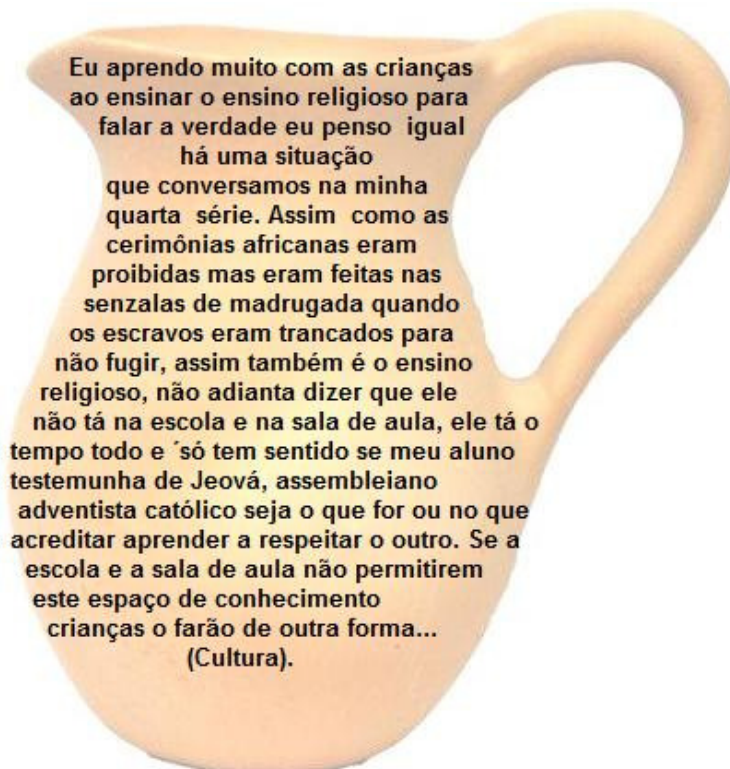 Eu aprendo muito com as crianças
ao ensinar o ensino religioso para
falar a verdade eu penso igual
há uma situação
que conversamos na minha
quarta série. Assim como as
cerimônias africanas eram
proibidas mas eram feitas nas
senzalas de madrugada quando
os escravos eram trancados para
não fugir, assim também é o ensino
religioso, não adianta dizer que ele
não tá na escola e na sala de aula, ele tá o
tempo todo e ´só tem sentido se meu aluno
testemunha de Jeová, assembleiano
adventista católico seja o que for ou no que
acreditar aprender a respeitar o outro. Se a
escola e a sala de aula não permitirem
este espaço de conhecimento
crianças o farão de outra forma...
(Cultura).